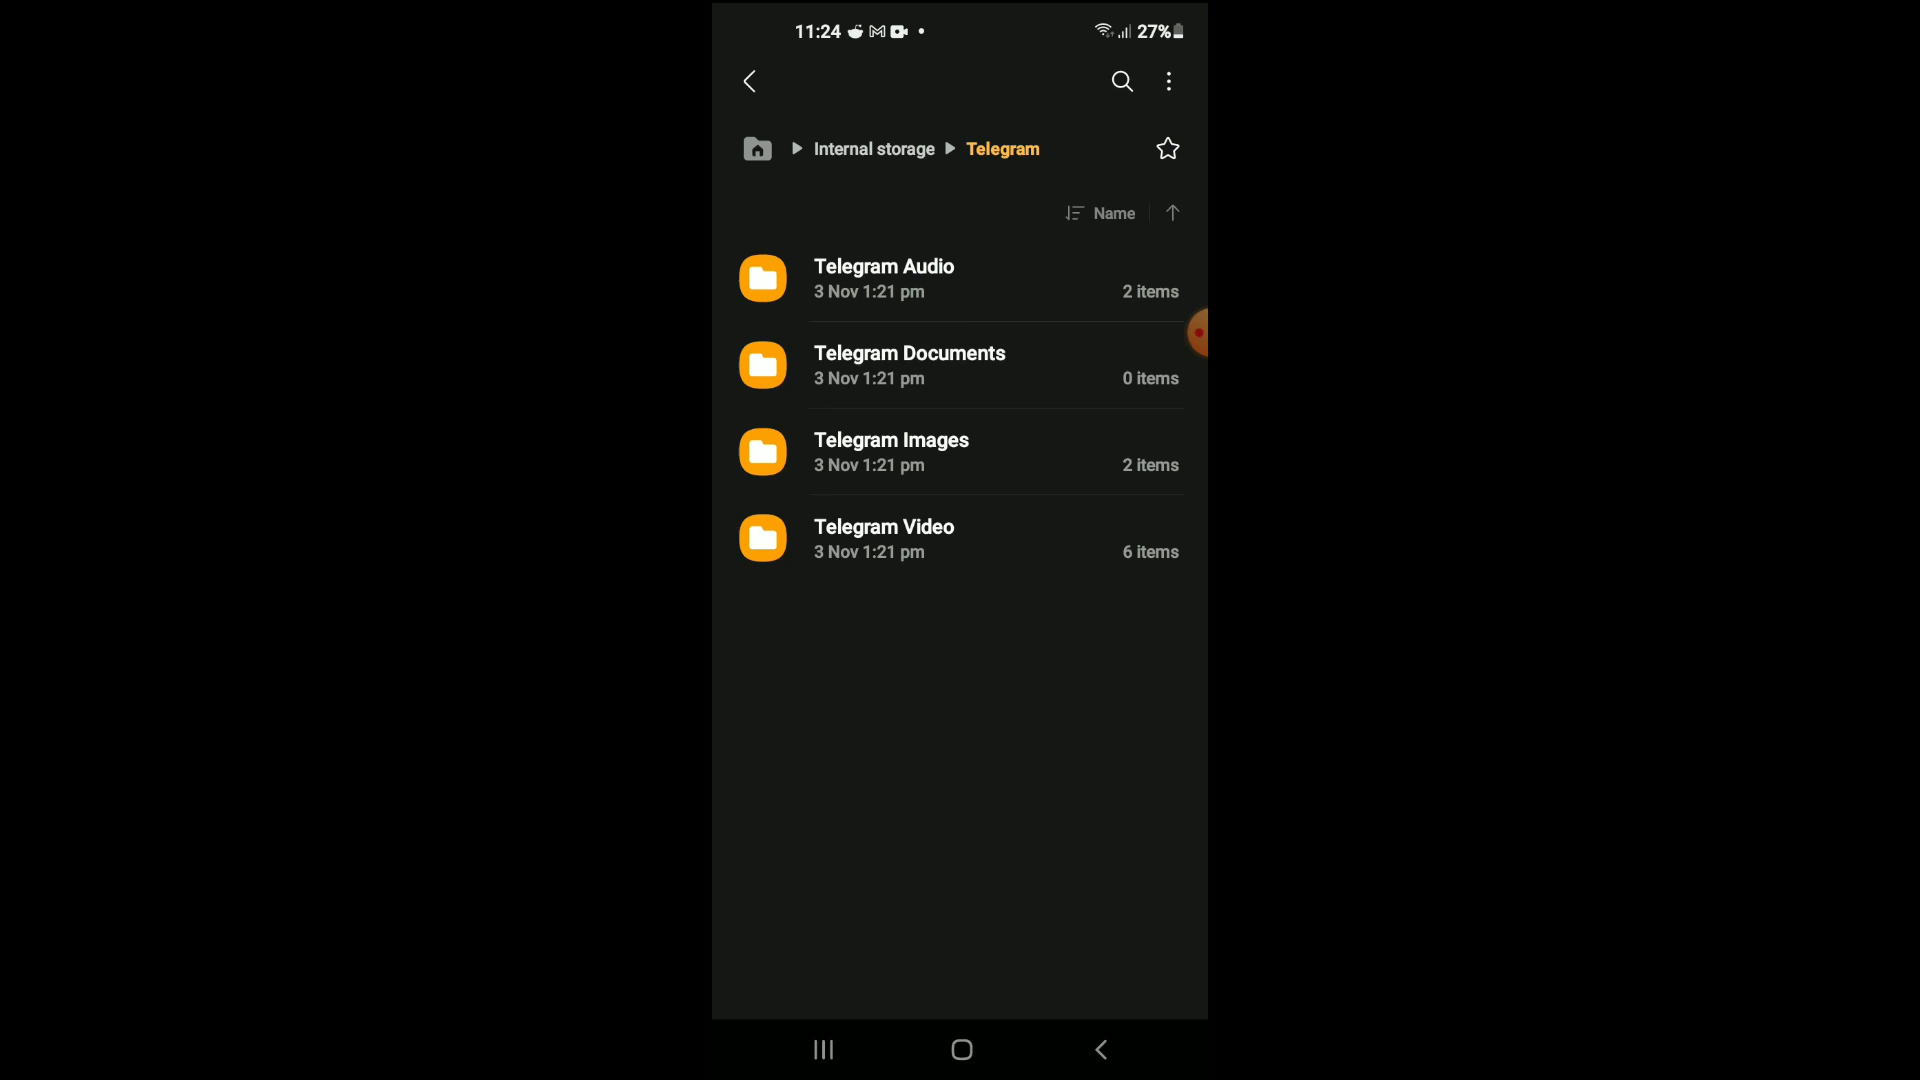 11:24
27%
Internal storage
Telegram
Name
Telegram Audio
3 Nov 1:21 pm
2 items
Telegram Documents
3 Nov 1:21 pm
0 items
Telegram Images
3 Nov 1:21 pm
2 items
Telegram Video
3 Nov 1:21 pm
6 items